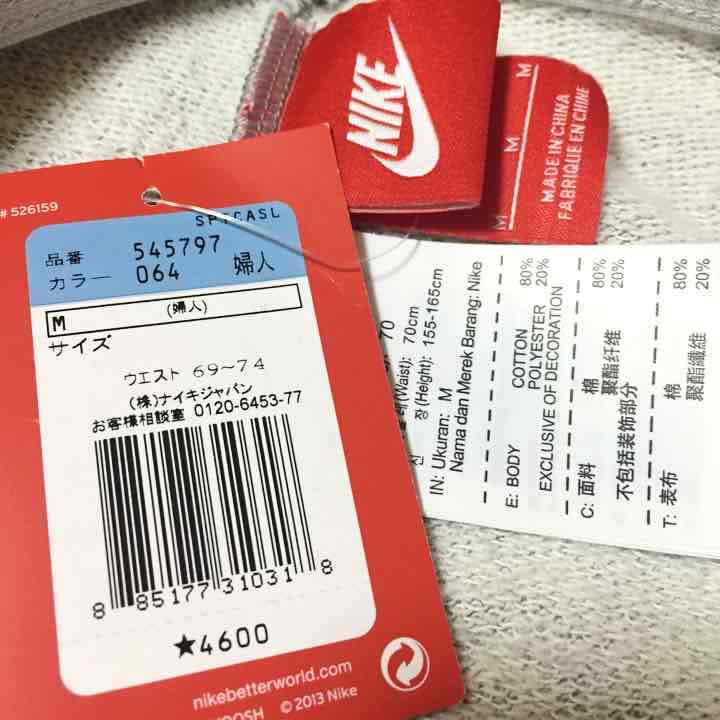 # 526159
SPCCASL
品番 545797
カラー 064 婦人
M (婦人)
サイズ
ウエスト 69~74
(株)ナイキジャパン
お客様相談室 0120-6453-77
8 85177 31031 8
★4600
nikebetterworld.com
© 2013 Nike
NIKE
M
M
M
MADE IN CHINA
FABRIQUE EN CHINE
70
(Waist): 70cm
장(Height): 155-165cm
IN: Ukuran: M
Nama dan Merek Barang: Nike
E: BODY COTTON 80%
POLYESTER 20%
EXCLUSIVE OF DECORATION
C: 面料 棉 80%
聚酯纤维 20%
不包括装饰部分
T: 表布 棉 80%
聚酯纖維 20%